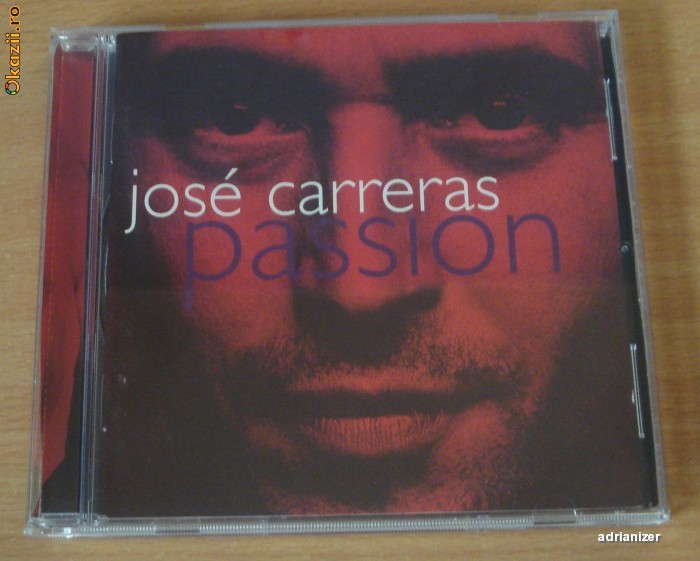 Okazii.ro
josé carreras
passion
adrianizer